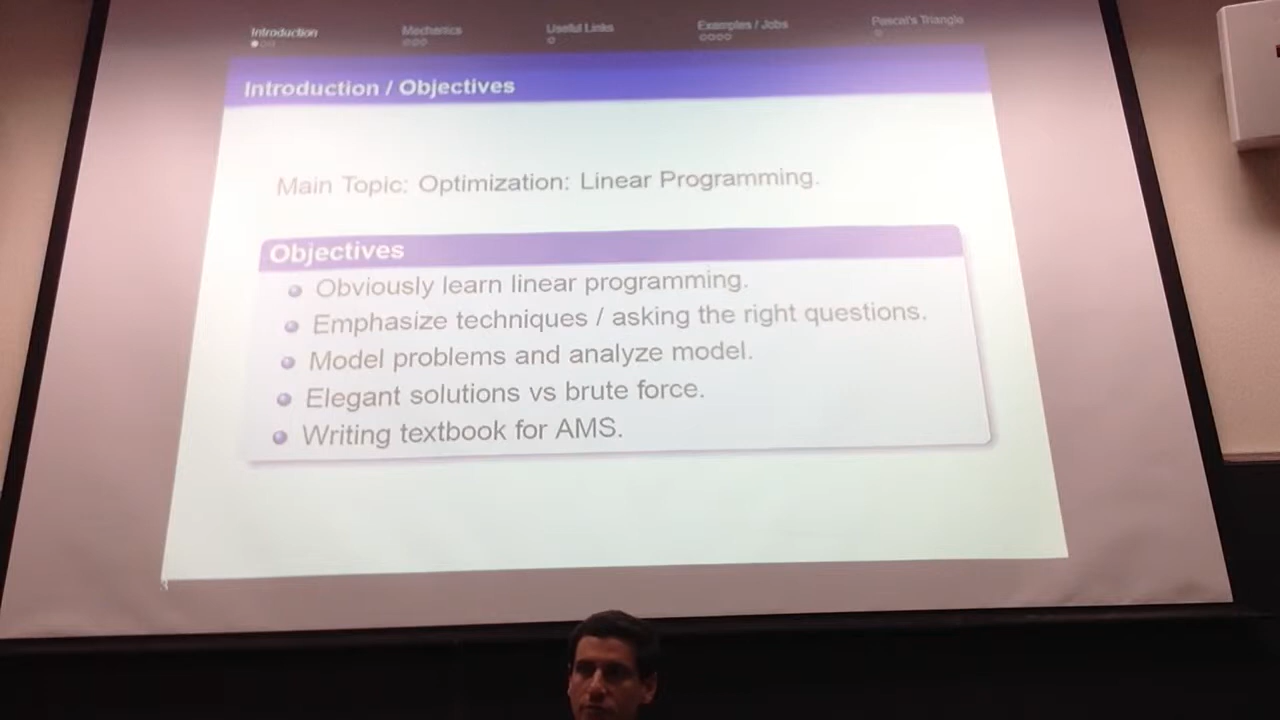 Introduction Mechanics Useful Links Examples / Jobs Pascal's Triangle
Introduction / Objectives
Main Topic: Optimization: Linear Programming.
Objectives
Obviously learn linear programming.
Emphasize techniques / asking the right questions.
Model problems and analyze model.
Elegant solutions vs brute force.
Writing textbook for AMS.